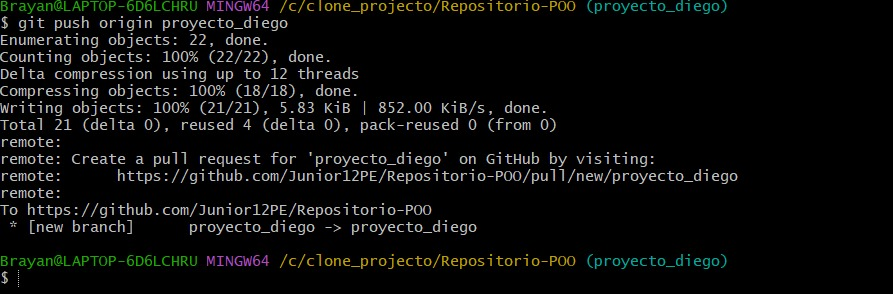 Brayan@LAPTOP-6D6LCHRU MINGW64 /c/clone_projecto/Repositorio-POO (proyecto_diego)
$ git push origin proyecto_diego
Enumerating objects: 22, done.
Counting objects: 100% (22/22), done.
Delta compression using up to 12 threads
Compressing objects: 100% (18/18), done.
Writing objects: 100% (21/21), 5.83 KiB | 852.00 KiB/s, done.
Total 21 (delta 0), reused 4 (delta 0), pack-reused 0 (from 0)
remote:
remote: Create a pull request for 'proyecto_diego' on GitHub by visiting:
remote:      https://github.com/Junior12PE/Repositorio-POO/pull/new/proyecto_diego
remote:
To https://github.com/Junior12PE/Repositorio-POO
 * [new branch]      proyecto_diego -> proyecto_diego
Brayan@LAPTOP-6D6LCHRU MINGW64 /c/clone_projecto/Repositorio-POO (proyecto_diego)
$